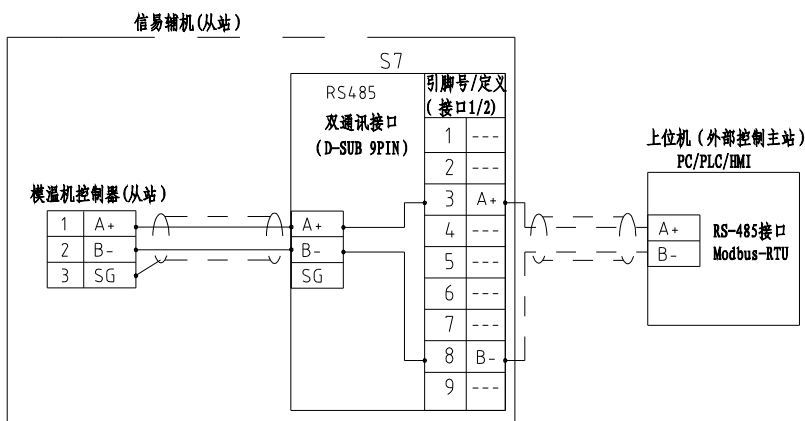 信易辅机(从站)
S7
RS485
双通讯接口
(D-SUB 9PIN)
引脚号/定义
(接口1/2)
1 ---
2 ---
3 A+
4 ---
5 ---
6 ---
7 ---
8 B-
9 ---
模温机控制器(从站)
1 A+
2 B-
3 SG
A+
B-
SG
上位机(外部控制主站)
PC/PLC/HMI
A+
B-
RS-485接口
Modbus-RTU